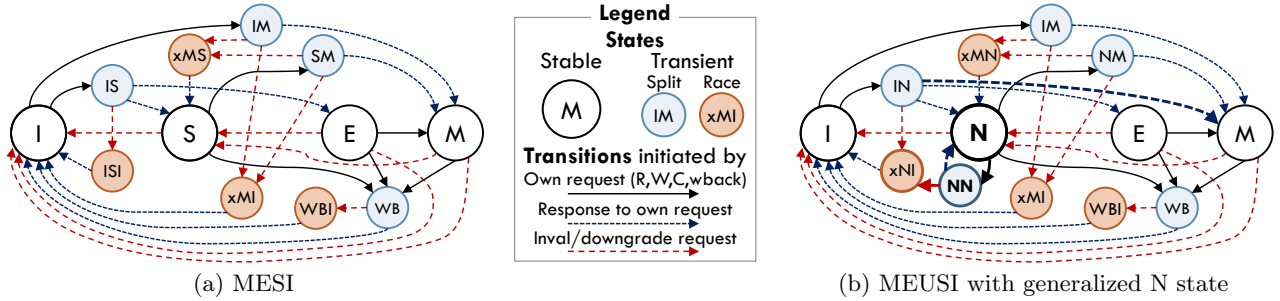 IM
xMS
SM
IS
I
S
E
M
ISI
xMI
WBI
WB
(a) MESI
Legend
States
Stable
Transient
Split
Race
M
IM
xMI
Transitions initiated by
Own request (R,W,C,wback)
Response to own request
Inval/downgrade request
IM
xMN
NM
IN
I
N
E
M
xNI
NN
xMI
WBI
WB
(b) MEUSI with generalized N state